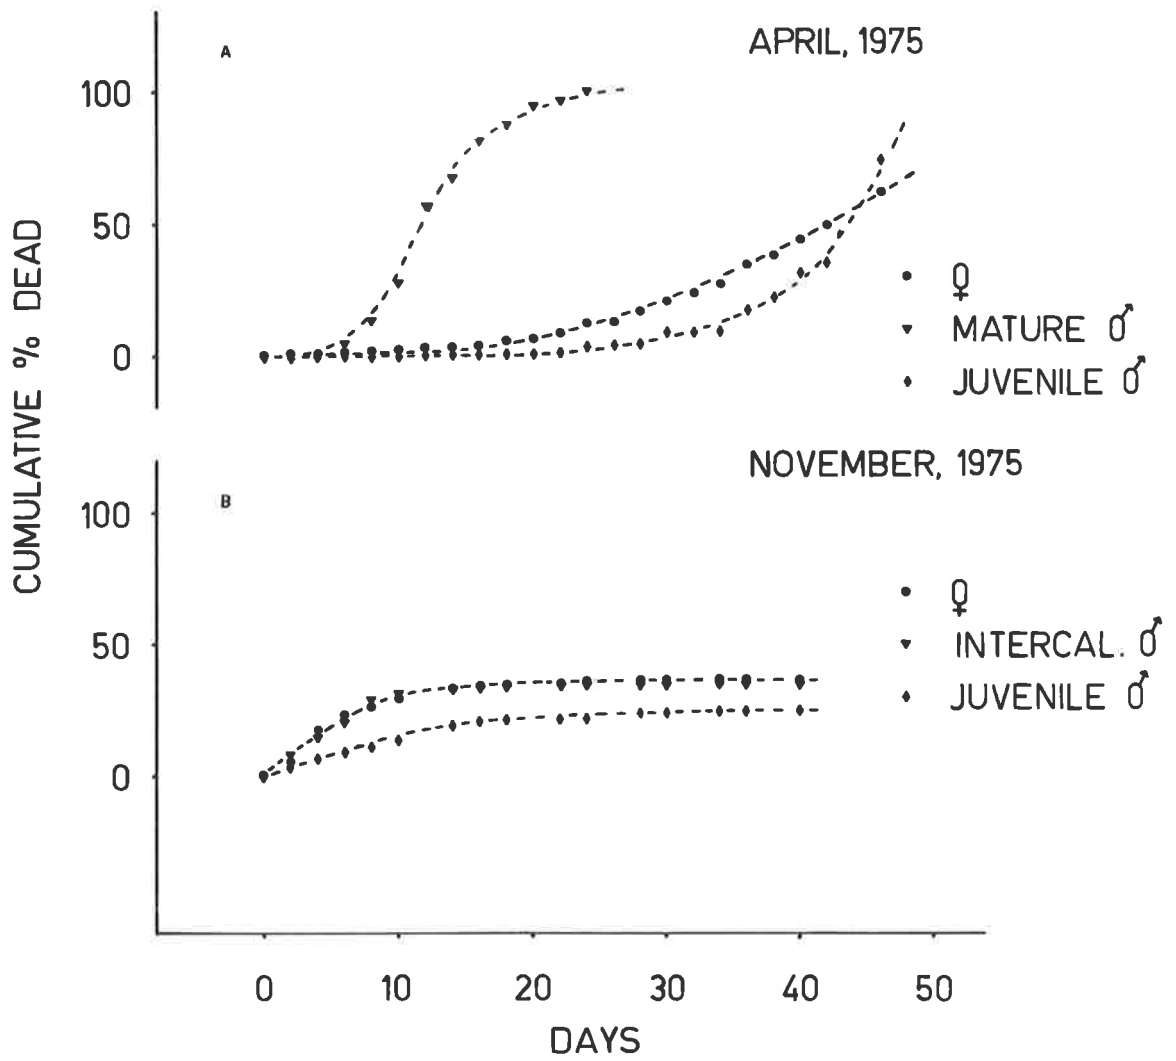 A
APRIL, 1975
100
50
0
♀
MATURE ♂
JUVENILE ♂
CUMULATIVE % DEAD
B
NOVEMBER, 1975
100
50
0
♀
INTERCAL. ♂
JUVENILE ♂
0 10 20 30 40 50
DAYS